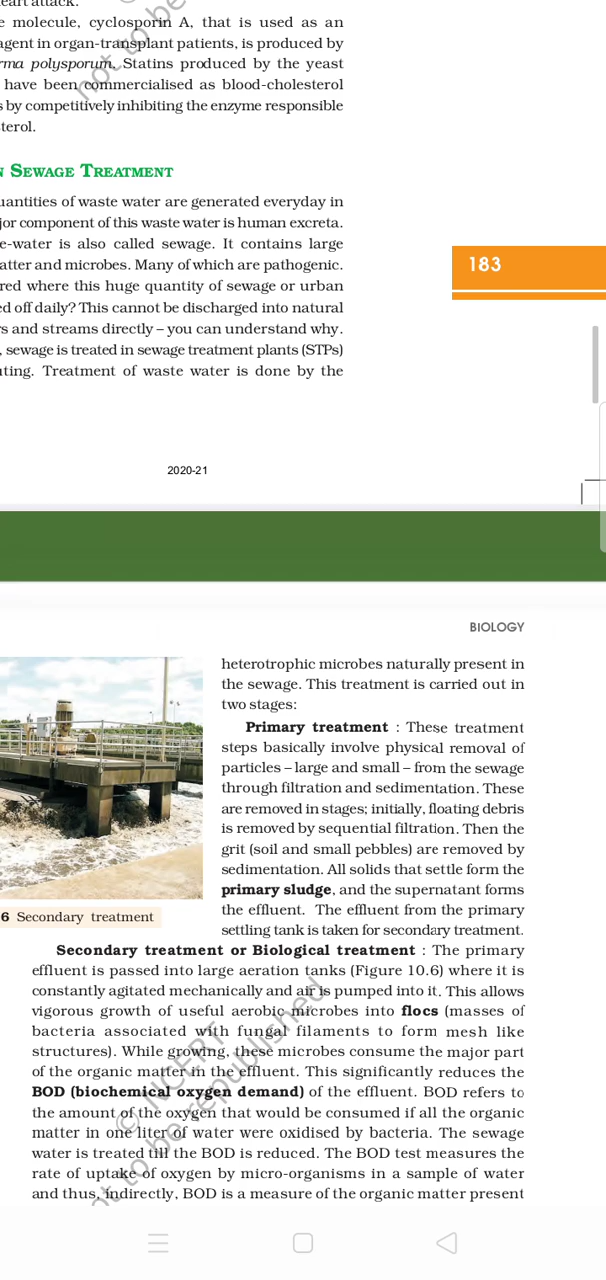 eart attack.
e molecule, cyclosporin A, that is used as an
agent in organ-transplant patients, is produced by
rma polysporum. Statins produced by the yeast
have been commercialised as blood-cholesterol
s by competitively inhibiting the enzyme responsible
terol.
N SEWAGE TREATMENT
uantities of waste water are generated everyday in
jor component of this waste water is human excreta.
e-water is also called sewage. It contains large
atter and microbes. Many of which are pathogenic.
red where this huge quantity of sewage or urban
ed off daily? This cannot be discharged into natural
s and streams directly – you can understand why.
, sewage is treated in sewage treatment plants (STPs)
uting. Treatment of waste water is done by the
183
not to be
2020-21
BIOLOGY
heterotrophic microbes naturally present in
the sewage. This treatment is carried out in
two stages:
Primary treatment : These treatment
steps basically involve physical removal of
particles – large and small – from the sewage
through filtration and sedimentation. These
are removed in stages; initially, floating debris
is removed by sequential filtration. Then the
grit (soil and small pebbles) are removed by
sedimentation. All solids that settle form the
primary sludge, and the supernatant forms
the effluent. The effluent from the primary
settling tank is taken for secondary treatment.
6 Secondary treatment
Secondary treatment or Biological treatment : The primary
effluent is passed into large aeration tanks (Figure 10.6) where it is
constantly agitated mechanically and air is pumped into it. This allows
vigorous growth of useful aerobic microbes into flocs (masses of
bacteria associated with fungal filaments to form mesh like
structures). While growing, these microbes consume the major part
of the organic matter in the effluent. This significantly reduces the
BOD (biochemical oxygen demand) of the effluent. BOD refers to
the amount of the oxygen that would be consumed if all the organic
matter in one liter of water were oxidised by bacteria. The sewage
water is treated till the BOD is reduced. The BOD test measures the
rate of uptake of oxygen by micro-organisms in a sample of water
and thus, indirectly, BOD is a measure of the organic matter present
© NCERT
ot to be republished